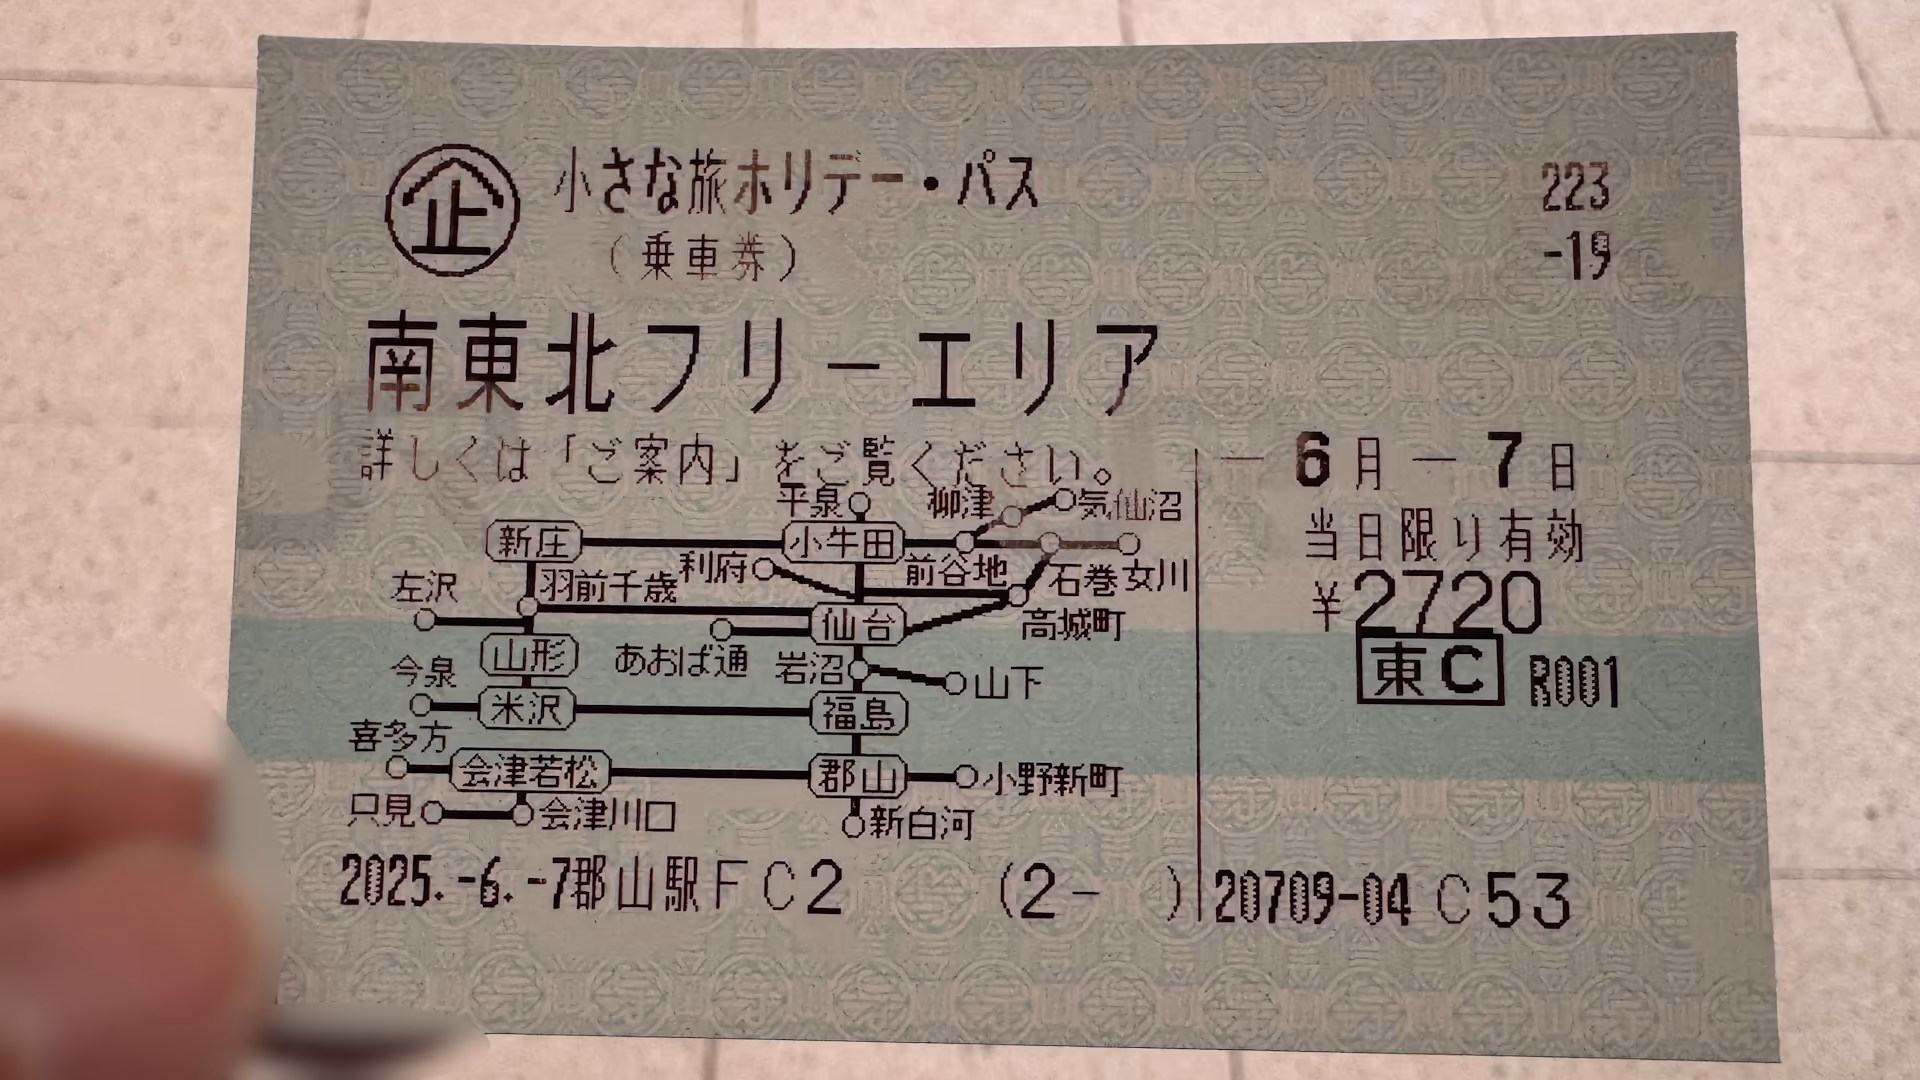 企 小さな旅ホリデー・パス 223
(乗車券) -19
南東北フリーエリア
詳しくは「ご案内」をご覧ください。
-6月-7日
当日限り有効
¥2720
東C R001
平泉 柳津 気仙沼
新庄 小牛田
左沢 羽前千歳 利府 前谷地 石巻 女川
仙台 高城町
山形 あおば通 岩沼 山下
今泉
米沢 福島
喜多方
会津若松 郡山 小野新町
只見 会津川口 新白河
2025.-6.-7郡山駅FC2 (2- ) 20709-04 C53